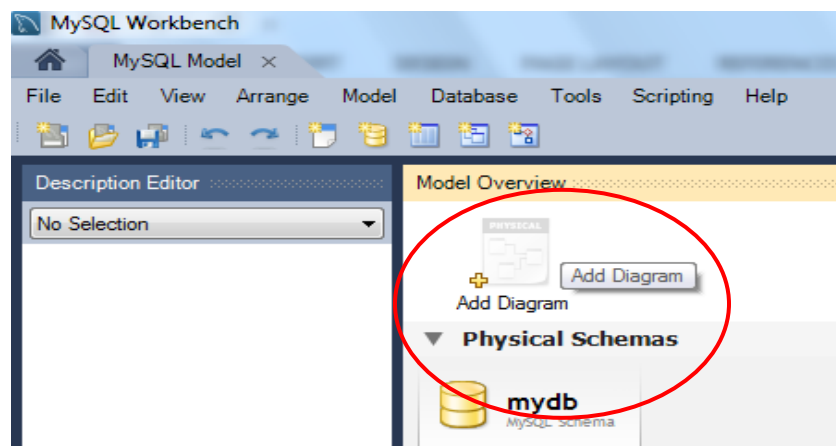 MySQL Workbench
MySQL Model ×
File Edit View Arrange Model Database Tools Scripting Help
Description Editor
Model Overview
No Selection
PHYSICAL
Add Diagram
Add Diagram
Physical Schemas
mydb
MySQL Schema